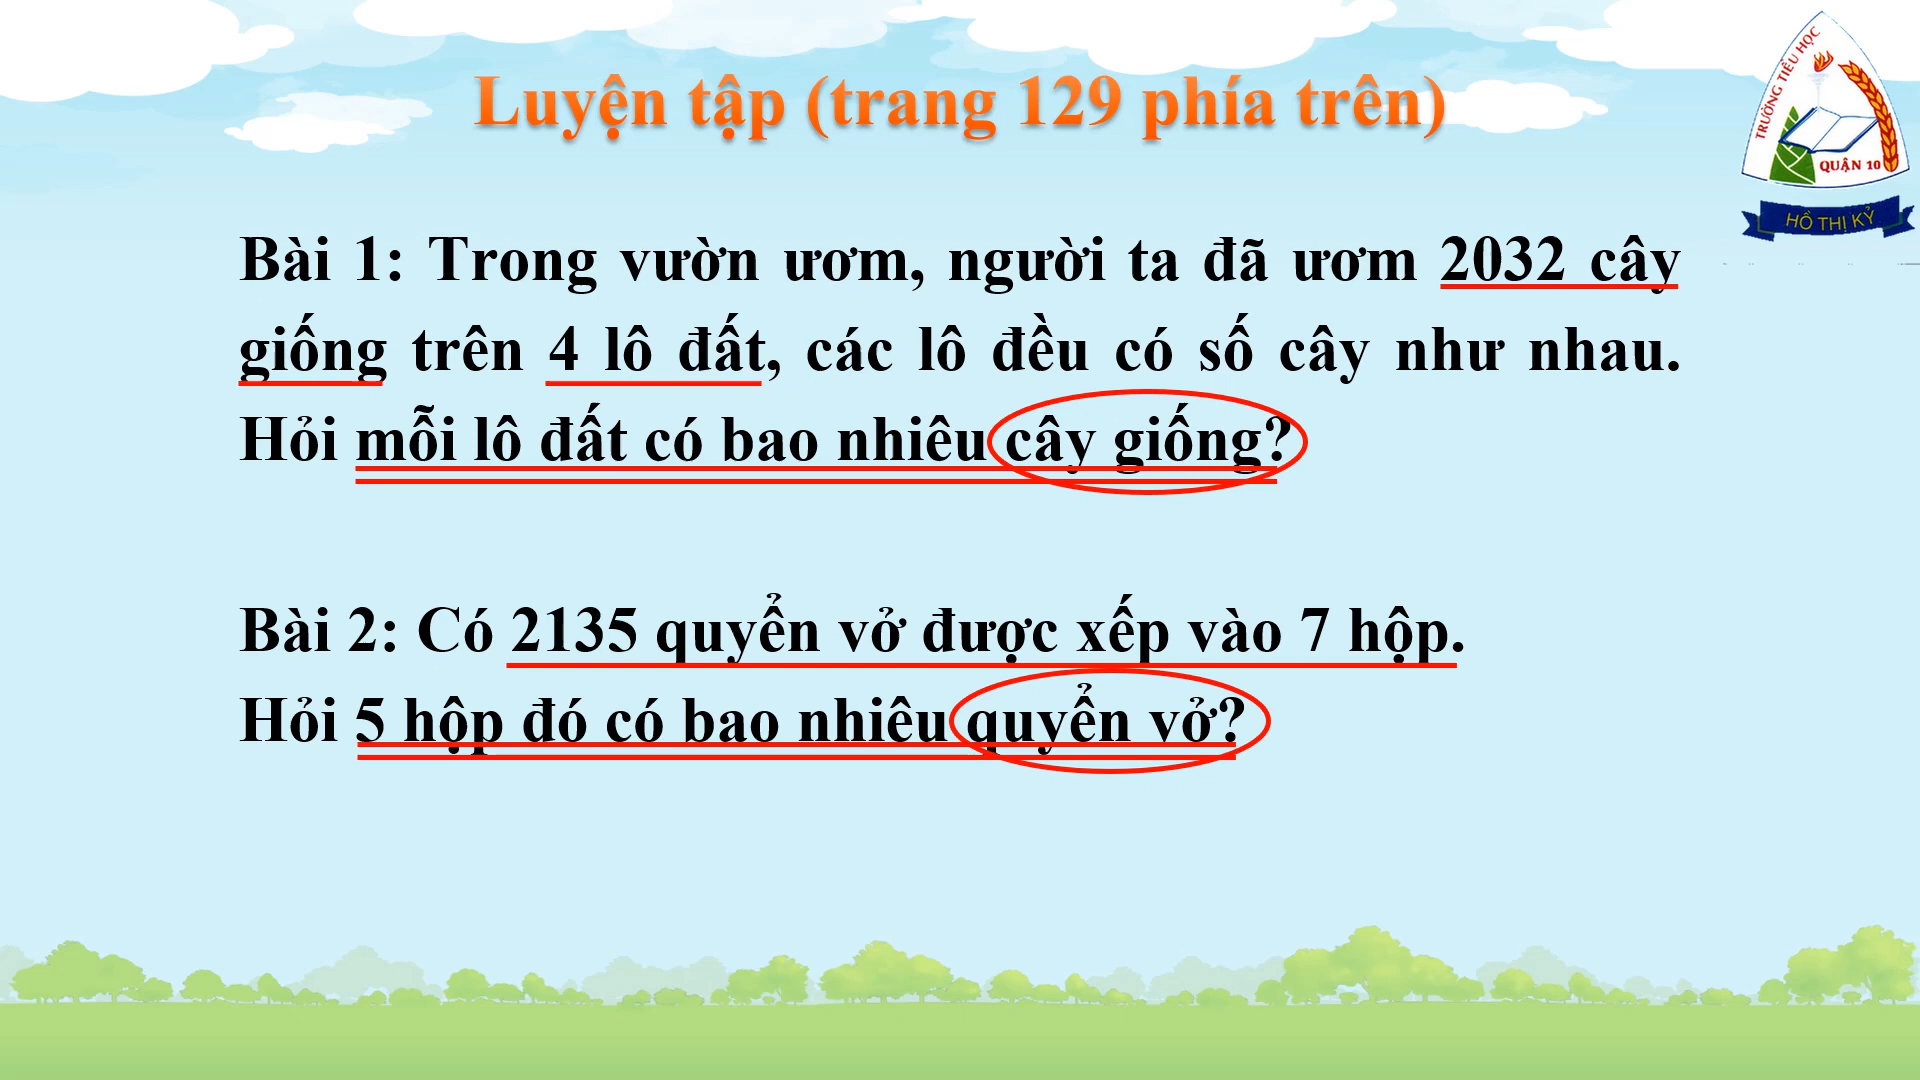 Luyện tập (trang 129 phía trên)
TRƯỜNG TIỂU HỌC
QUẬN 10
HỒ THỊ KỶ
Bài 1: Trong vườn ươm, người ta đã ươm 2032 cây
giống trên 4 lô đất, các lô đều có số cây như nhau.
Hỏi mỗi lô đất có bao nhiêu cây giống?
Bài 2: Có 2135 quyển vở được xếp vào 7 hộp.
Hỏi 5 hộp đó có bao nhiêu quyển vở?